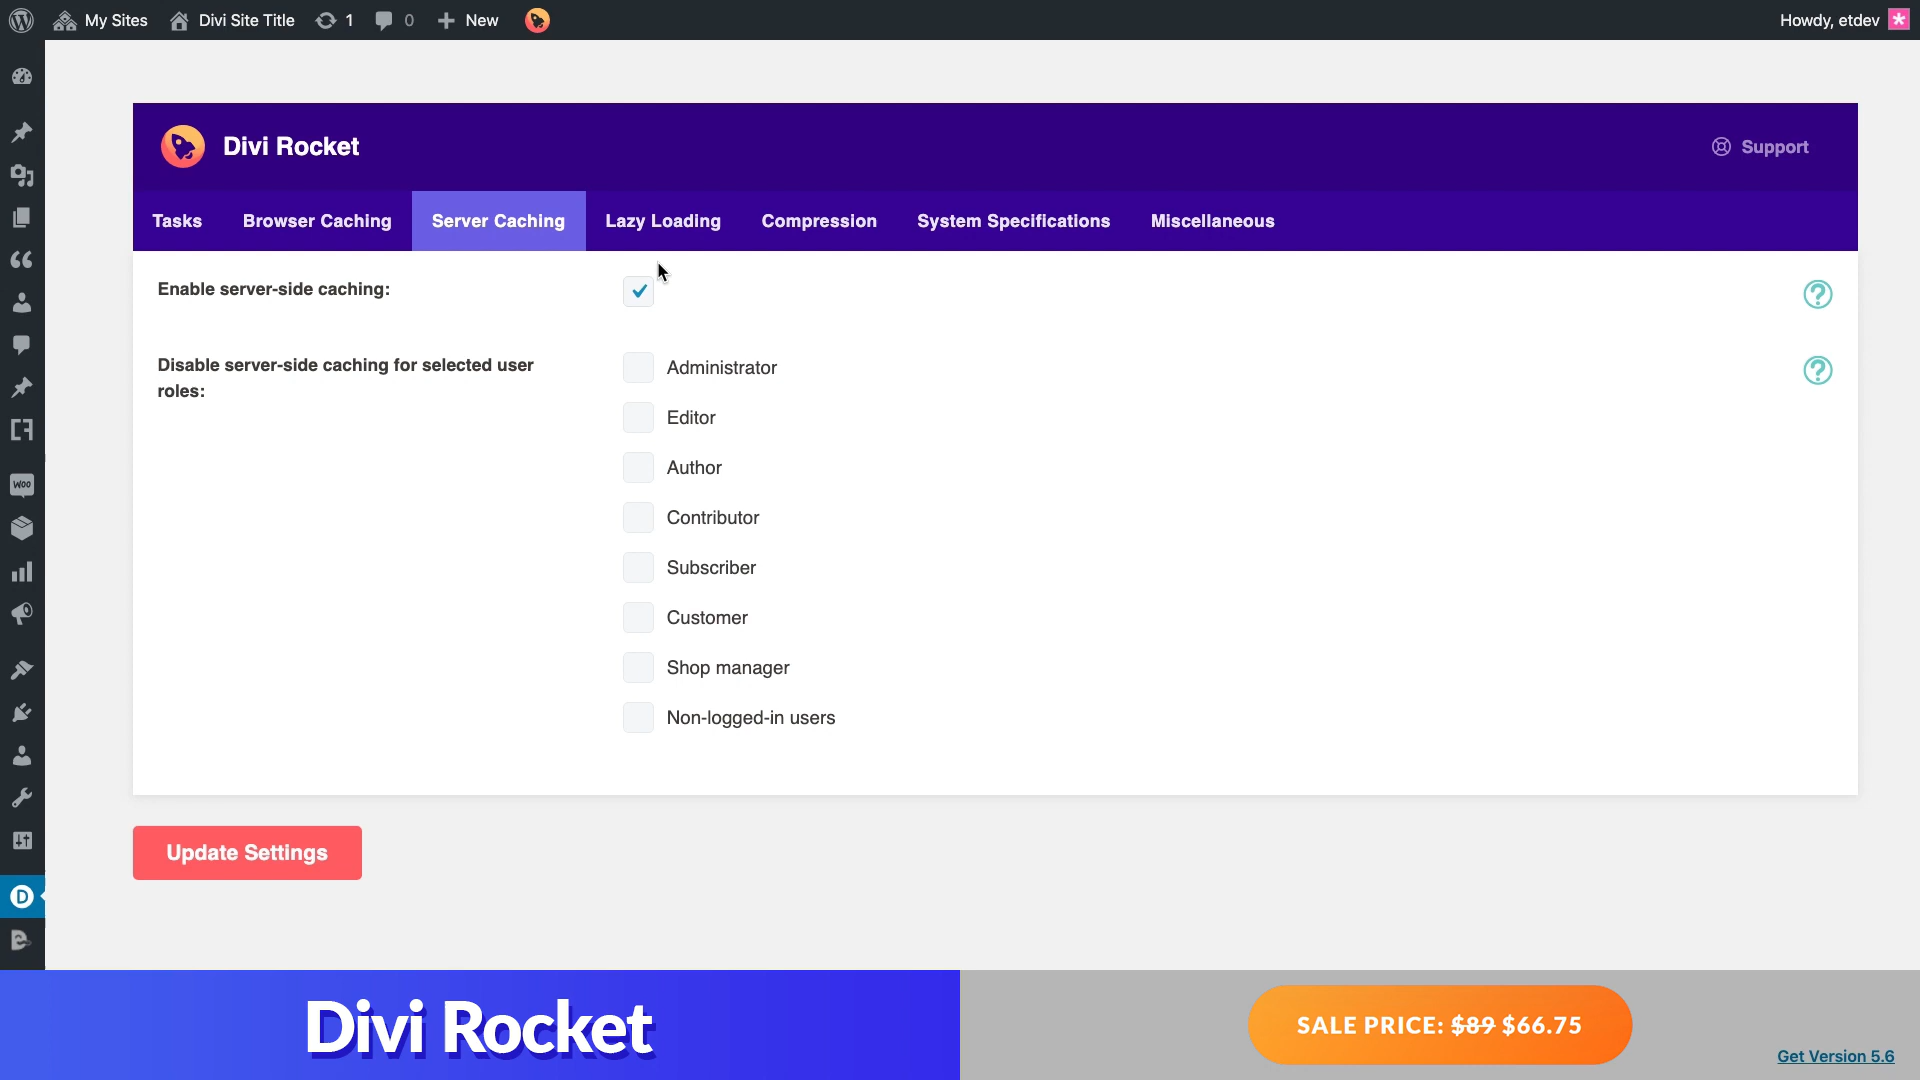 My Sites Divi Site Title 1 0 New Howdy, etdev
Divi Rocket Support
Tasks Browser Caching Server Caching Lazy Loading Compression System Specifications Miscellaneous
Enable server-side caching:
Disable server-side caching for selected user
roles:
Administrator
Editor
Author
Contributor
Subscriber
Customer
Shop manager
Non-logged-in users
Update Settings
Divi Rocket
SALE PRICE: $89 $66.75
Get Version 5.6